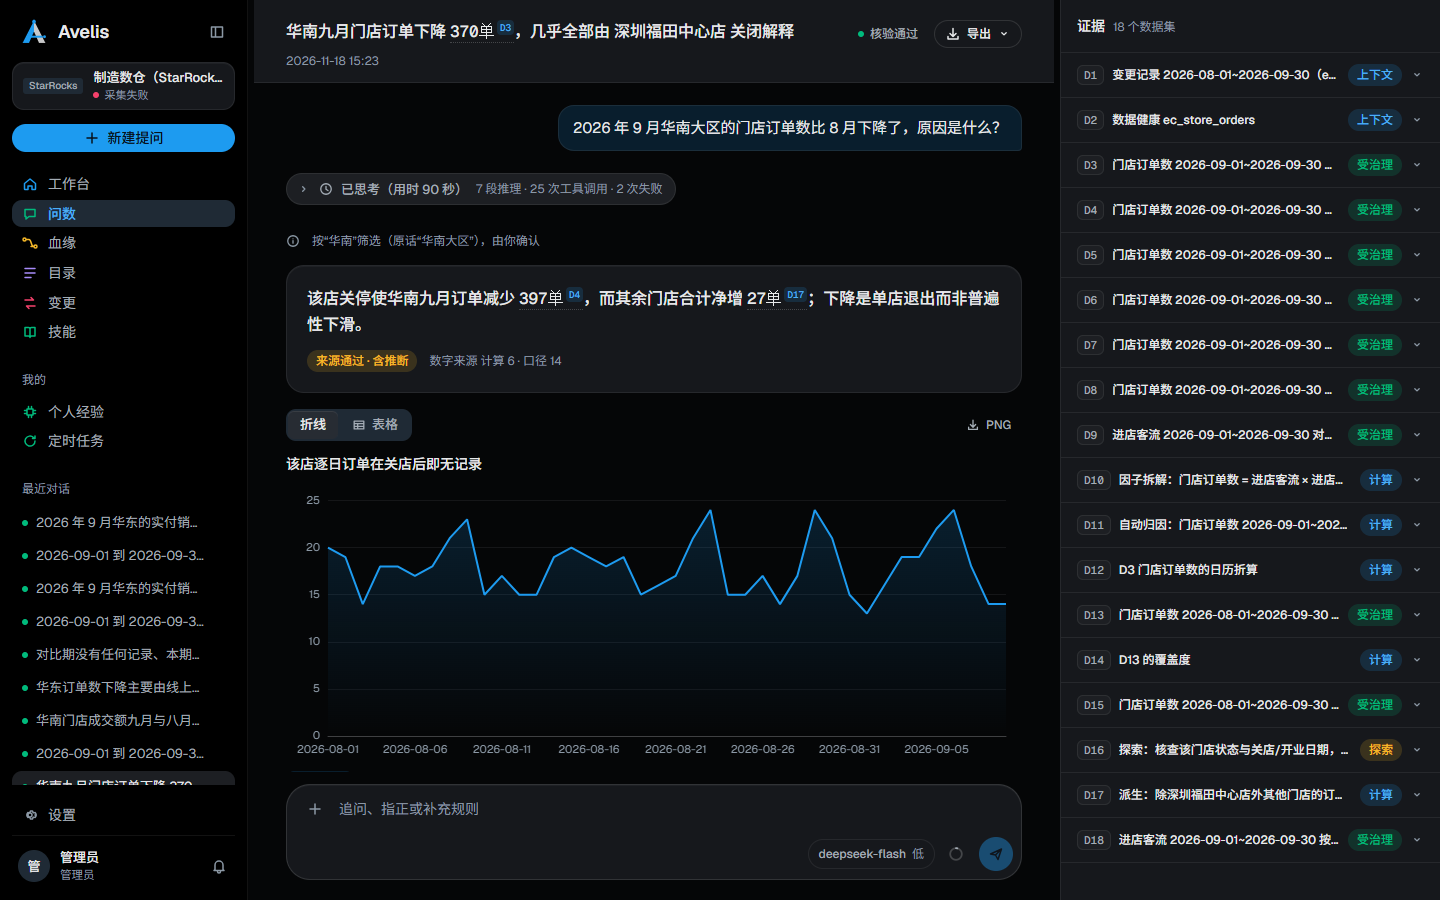 Avelis
StarRocks
制造数仓（StarRock...
采集失败
新建提问
工作台
问数
血缘
目录
变更
技能
我的
个人经验
定时任务
最近对话
2026 年 9 月华东的实付销...
2026-09-01 到 2026-09-3...
2026 年 9 月华东的实付销...
2026-09-01 到 2026-09-3...
对比期没有任何记录、本期...
华东订单数下降主要由线上...
华南门店成交额九月与八月...
2026-09-01 到 2026-09-3...
华南九月门店订单下降 370...
设置
管
管理员
管理员
华南九月门店订单下降 370单 D3，几乎全部由 深圳福田中心店 关闭解释
2026-11-18 15:23
核验通过
导出
2026 年 9 月华南大区的门店订单数比 8 月下降了，原因是什么？
已思考（用时 90 秒） 7 段推理 · 25 次工具调用 · 2 次失败
按“华南”筛选（原话“华南大区”），由你确认
该店关停使华南九月订单减少 397单 D4，而其余门店合计净增 27单 D17；下降是单店退出而非普遍
性下滑。
来源通过 · 含推断 数字来源 计算 6 · 口径 14
折线
表格
PNG
该店逐日订单在关店后即无记录
25
20
15
10
5
0
2026-08-01 2026-08-06 2026-08-11 2026-08-16 2026-08-21 2026-08-26 2026-08-31 2026-09-05
追问、指正或补充规则
deepseek-flash 低
证据 18 个数据集
D1 变更记录 2026-08-01~2026-09-30（e... 上下文
D2 数据健康 ec_store_orders 上下文
D3 门店订单数 2026-09-01~2026-09-30 ... 受治理
D4 门店订单数 2026-09-01~2026-09-30 ... 受治理
D5 门店订单数 2026-09-01~2026-09-30 ... 受治理
D6 门店订单数 2026-09-01~2026-09-30 ... 受治理
D7 门店订单数 2026-09-01~2026-09-30 ... 受治理
D8 门店订单数 2026-09-01~2026-09-30 ... 受治理
D9 进店客流 2026-09-01~2026-09-30 对... 受治理
D10 因子拆解：门店订单数 = 进店客流 × 进店... 计算
D11 自动归因：门店订单数 2026-09-01~202... 计算
D12 D3 门店订单数的日历折算 计算
D13 门店订单数 2026-08-01~2026-09-30 ... 受治理
D14 D13 的覆盖度 计算
D15 门店订单数 2026-08-01~2026-09-30 ... 受治理
D16 探索：核查该门店状态与关店/开业日期，... 探索
D17 派生：除深圳福田中心店外其他门店的订... 计算
D18 进店客流 2026-09-01~2026-09-30 按... 受治理